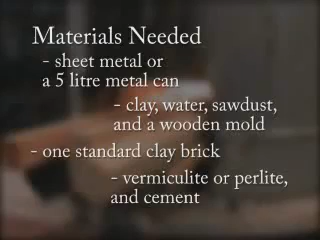 Materials Needed
- sheet metal or
a 5 litre metal can
- clay, water, sawdust,
and a wooden mold
- one standard clay brick
- vermiculite or perlite,
and cement